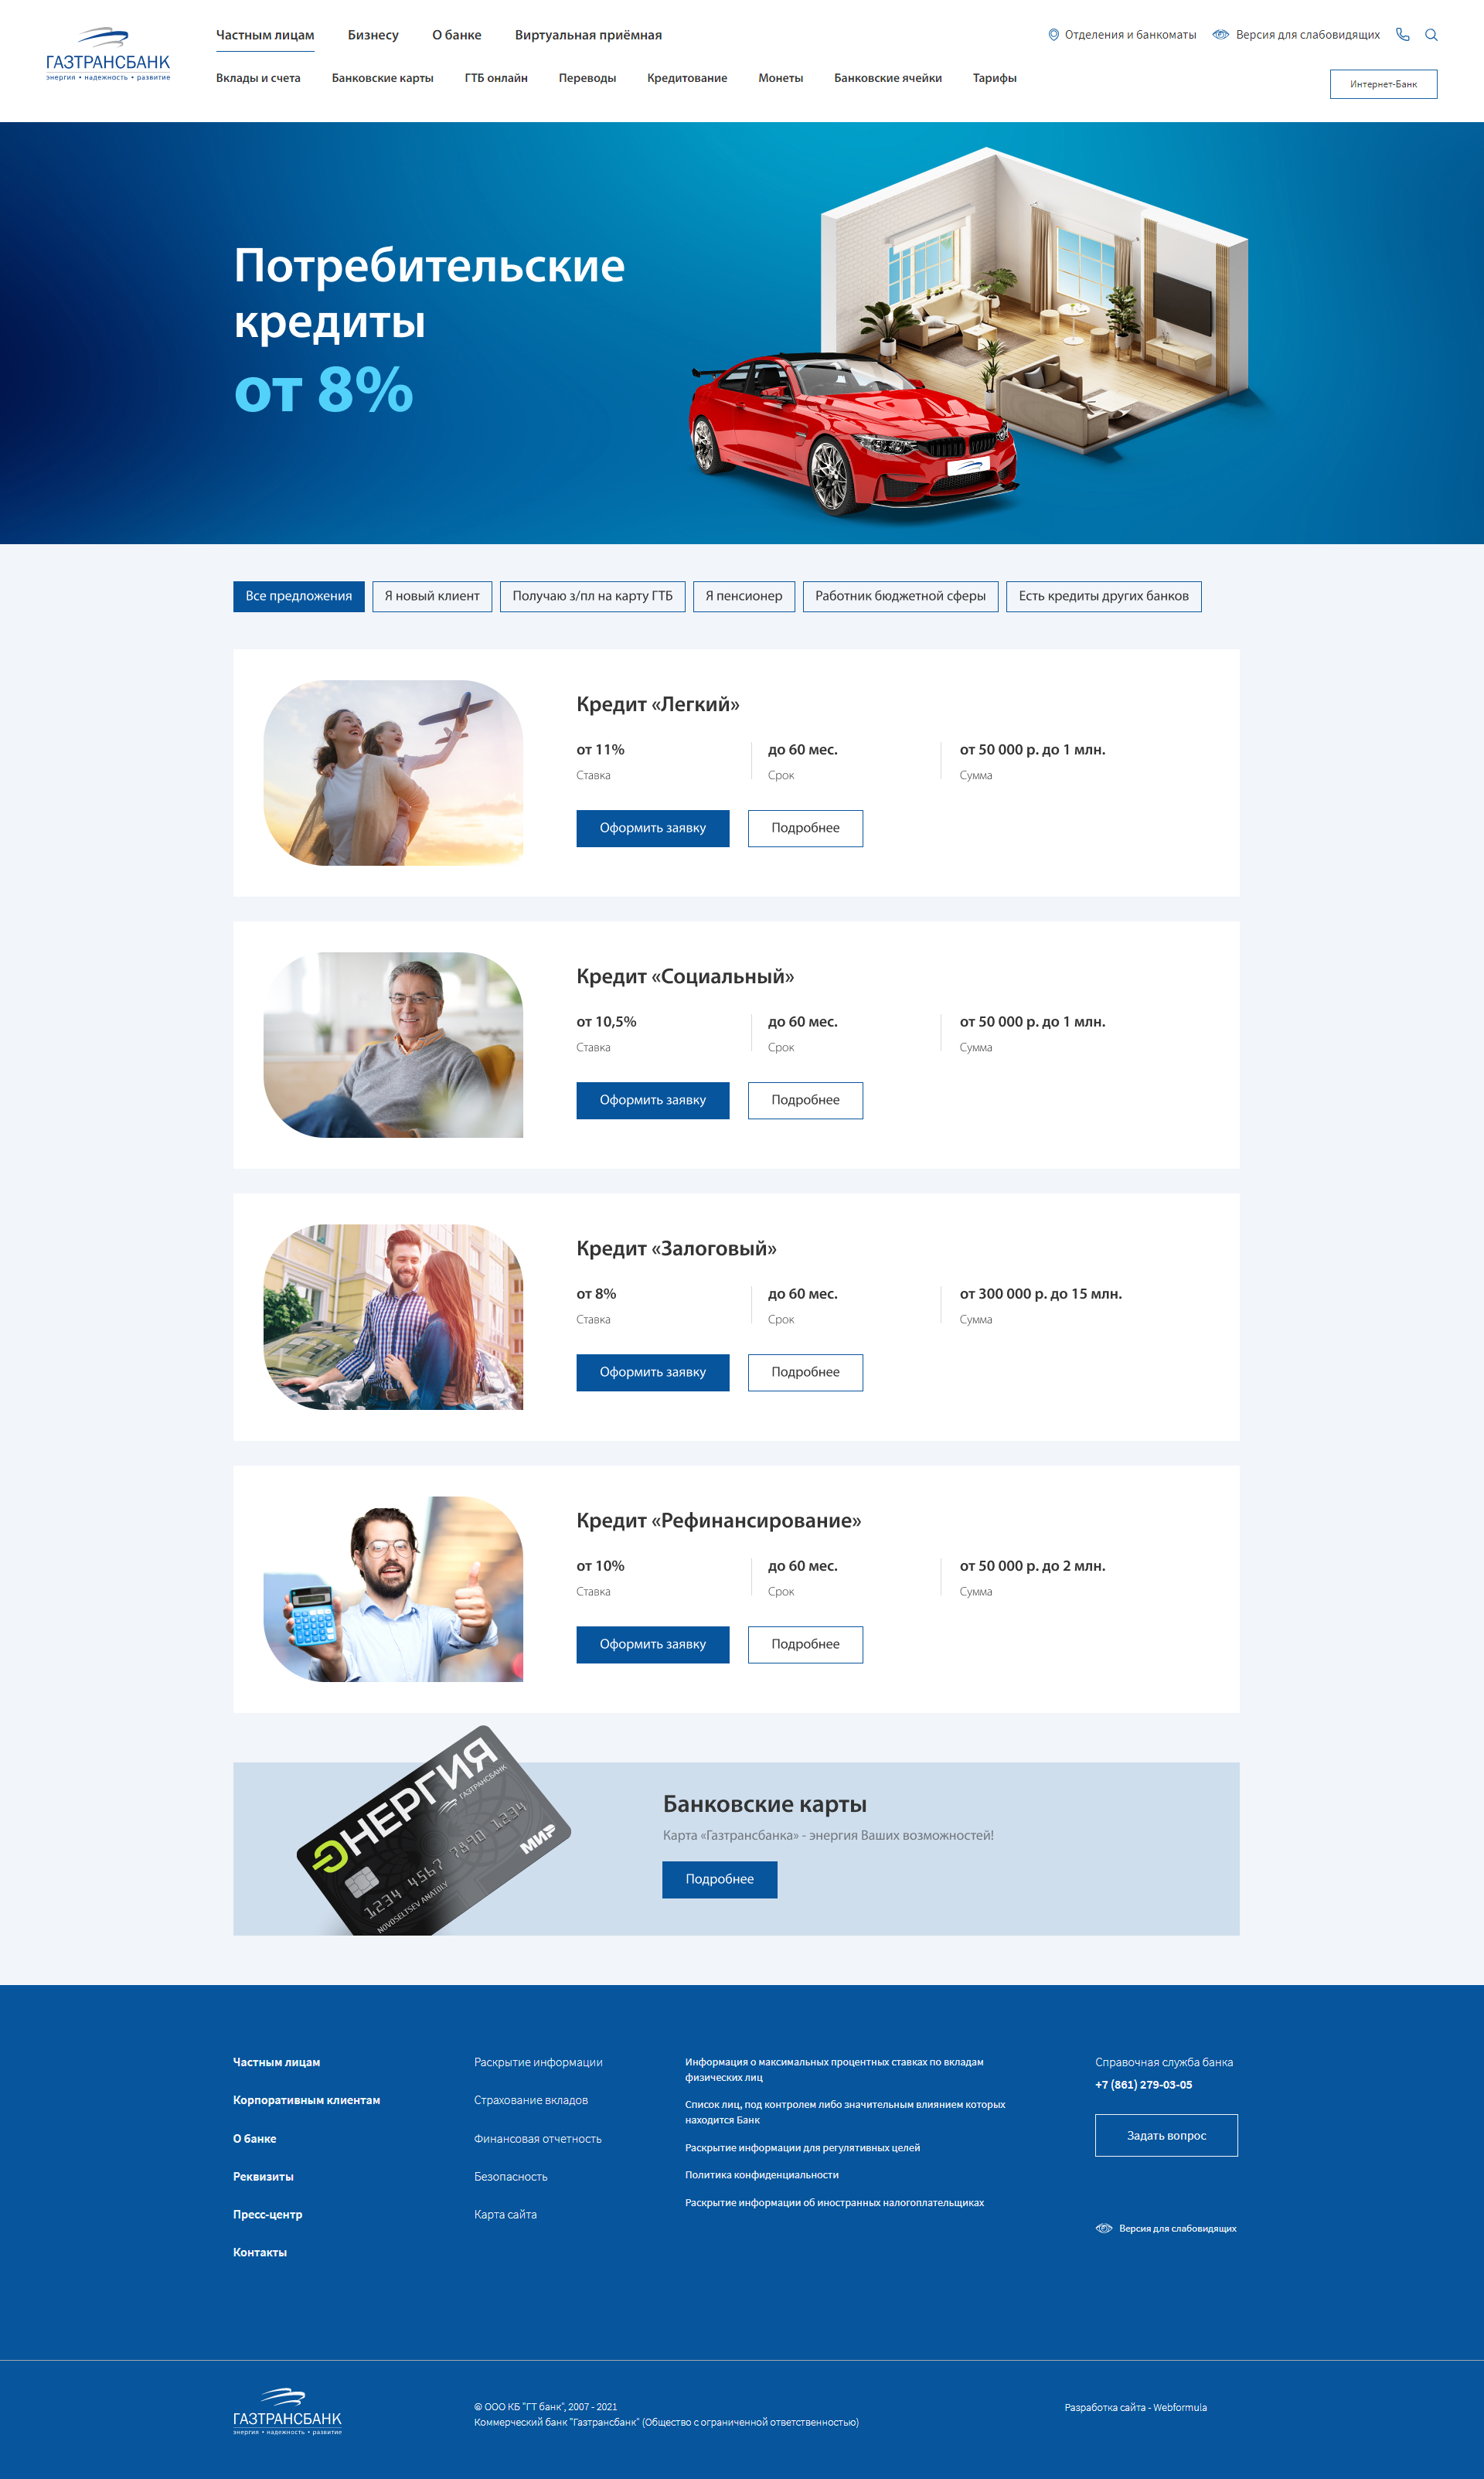 ГАЗТРАНСБАНК
энергия • надежность • развитие
Частным лицам
Бизнесу
О банке
Виртуальная приёмная
Отделения и банкоматы
Версия для слабовидящих
Вклады и счета
Банковские карты
ГТБ онлайн
Переводы
Кредитование
Монеты
Банковские ячейки
Тарифы
Интернет-Банк
Потребительские
кредиты
от 8%
Все предложения
Я новый клиент
Получаю з/пл на карту ГТБ
Я пенсионер
Работник бюджетной сферы
Есть кредиты других банков
Кредит «Легкий»
от 11%
до 60 мес.
от 50 000 р. до 1 млн.
Ставка
Срок
Сумма
Оформить заявку
Подробнее
Кредит «Социальный»
от 10,5%
до 60 мес.
от 50 000 р. до 1 млн.
Ставка
Срок
Сумма
Оформить заявку
Подробнее
Кредит «Залоговый»
от 8%
до 60 мес.
от 300 000 р. до 15 млн.
Ставка
Срок
Сумма
Оформить заявку
Подробнее
Кредит «Рефинансирование»
от 10%
до 60 мес.
от 50 000 р. до 2 млн.
Ставка
Срок
Сумма
Оформить заявку
Подробнее
ЭНЕРГИЯ
ГАЗТРАНСБАНК
1234 4567 7890 1234
NOVOSELTSEV ANATOLY
МИР
Банковские карты
Карта «Газтрансбанка» - энергия Ваших возможностей!
Подробнее
Частным лицам
Корпоративным клиентам
О банке
Реквизиты
Пресс-центр
Контакты
Раскрытие информации
Страхование вкладов
Финансовая отчетность
Безопасность
Карта сайта
Информация о максимальных процентных ставках по вкладам
физических лиц
Список лиц, под контролем либо значительным влиянием которых
находится Банк
Раскрытие информации для регулятивных целей
Политика конфиденциальности
Раскрытие информации об иностранных налогоплательщиках
Справочная служба банка
+7 (861) 279-03-05
Задать вопрос
Версия для слабовидящих
ГАЗТРАНСБАНК
энергия • надежность • развитие
© ООО КБ "ГТ банк", 2007 - 2021
Коммерческий банк "Газтрансбанк" (Общество с ограниченной ответственностью)
Разработка сайта - Webformula